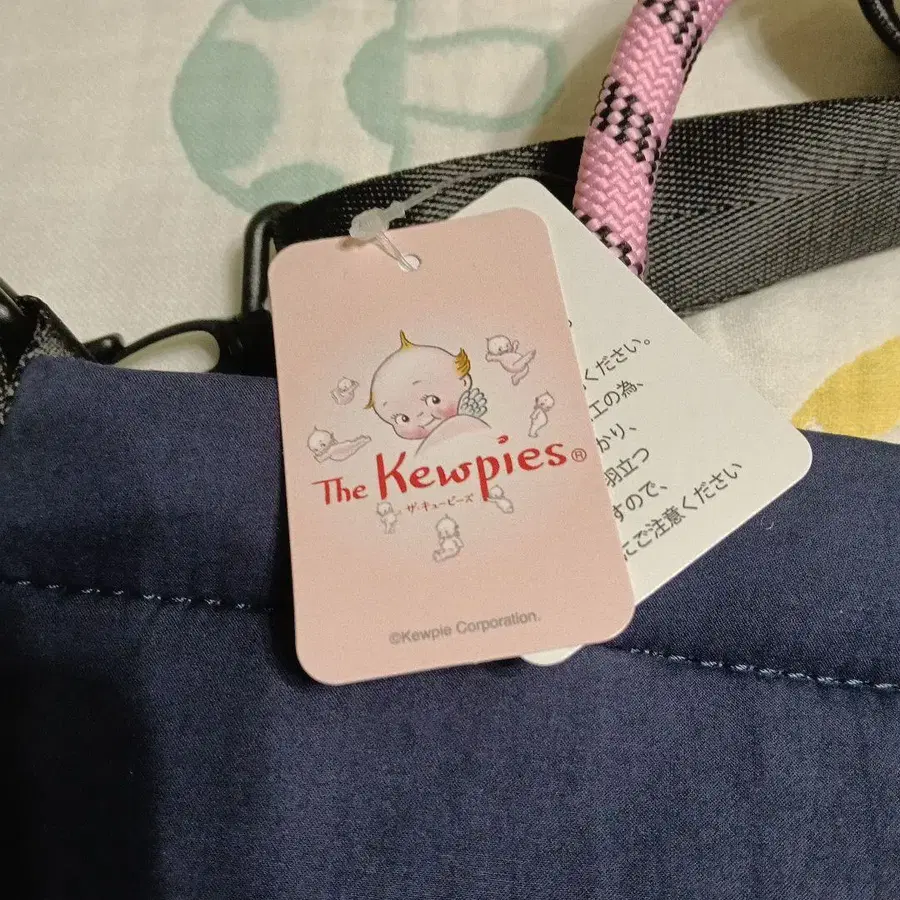 The Kewpies®
ザ・キューピーズ
©Kewpie Corporation.
ください。
工の為、
かり、
羽立つ
すので、
にご注意ください